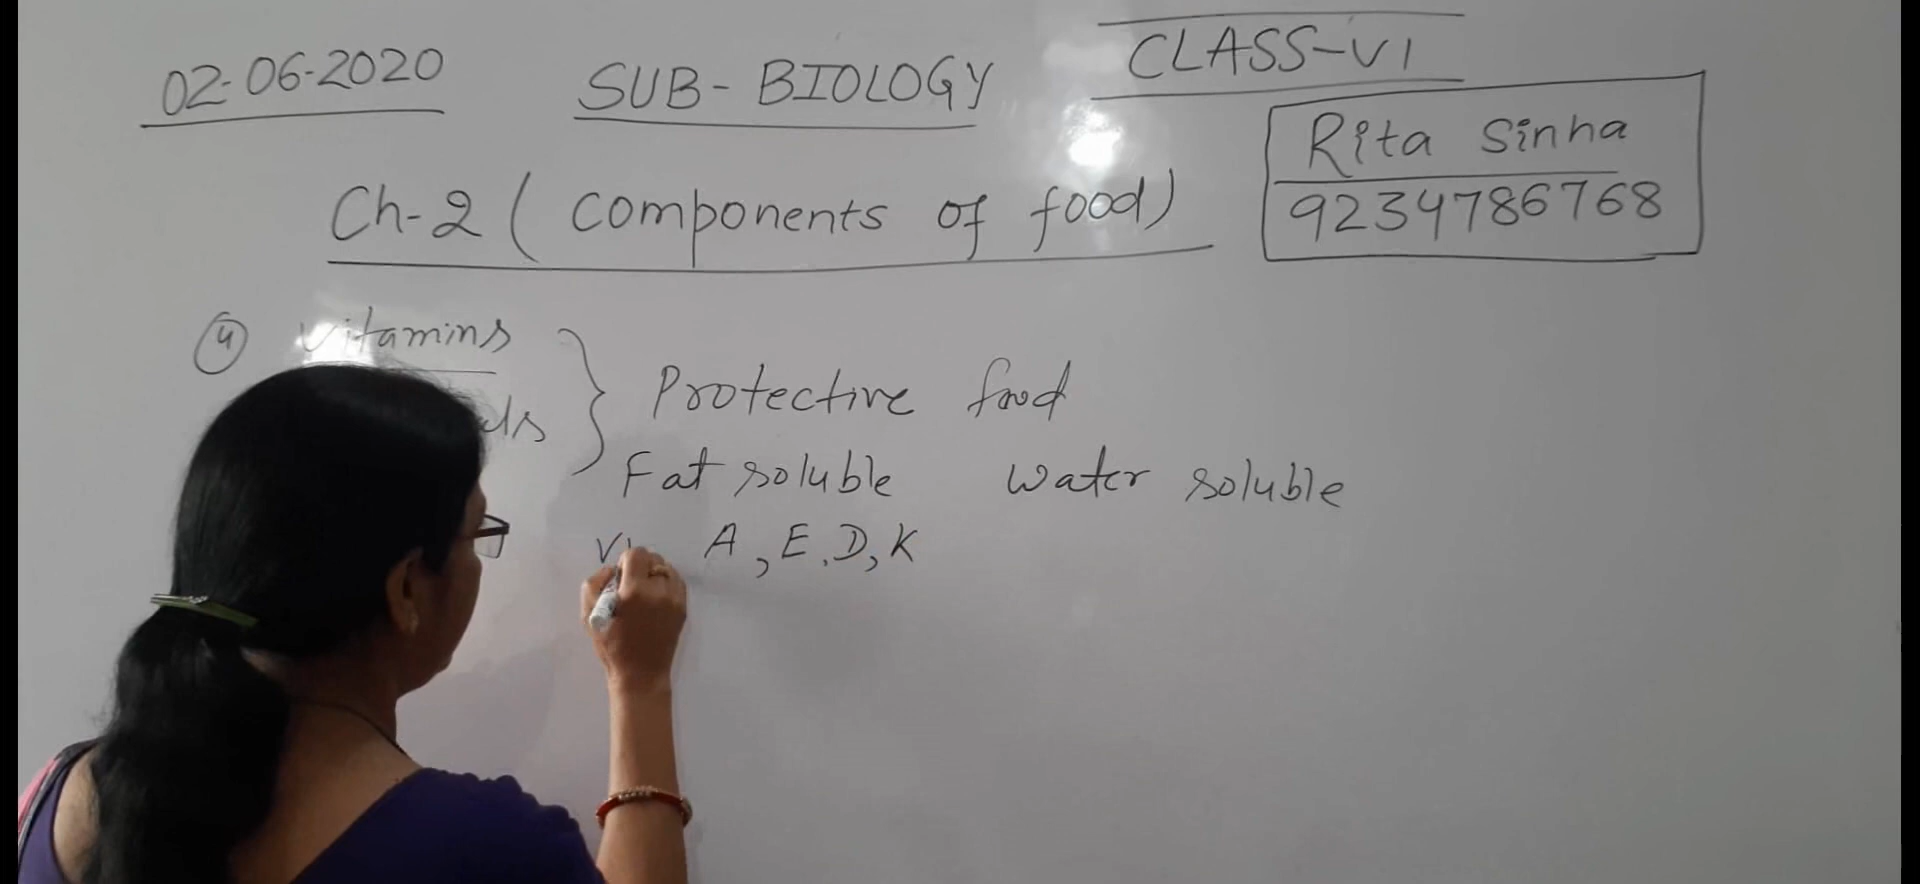 02-06-2020 SUB-BIOLOGY CLASS-VI
Rita Sinha
9234786768
Ch-2 ( components of food)
4 vitamins
Protective food
Fat soluble water soluble
A, E, D, K